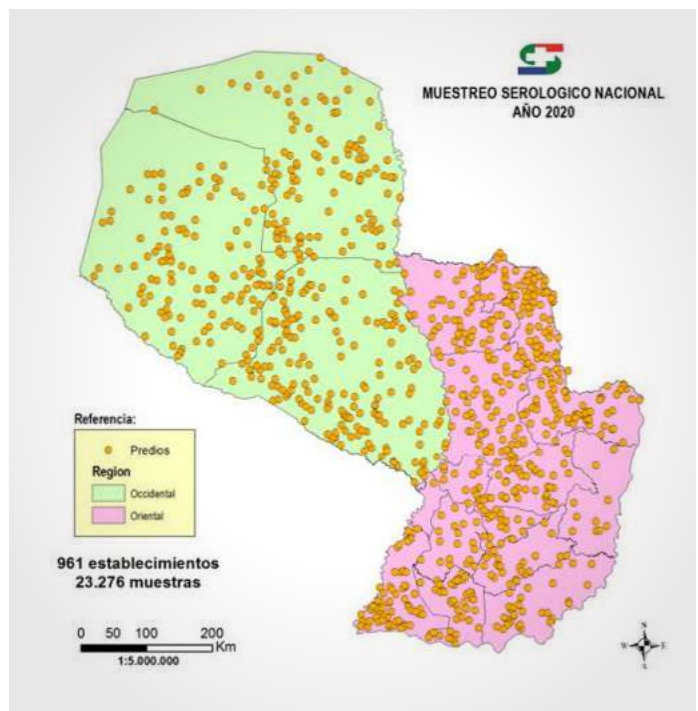 MUESTREO SEROLOGICO NACIONAL
AÑO 2020
Referencia:
Predios
Region
Occidental
Oriental
961 establecimientos
23.276 muestras
0 50 100 200
Km
1:5.000.000
N
W E
S